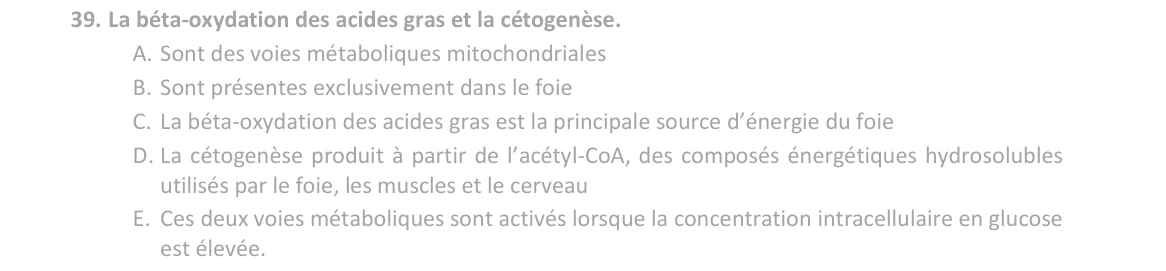 39. La béta-oxydation des acides gras et la cétogenèse.
A. Sont des voies métaboliques mitochondriales
B. Sont présentes exclusivement dans le foie
C. La béta-oxydation des acides gras est la principale source d’énergie du foie
D. La cétogenèse produit à partir de l’acétyl-CoA, des composés énergétiques hydrosolubles
utilisés par le foie, les muscles et le cerveau
E. Ces deux voies métaboliques sont activés lorsque la concentration intracellulaire en glucose
est élevée.